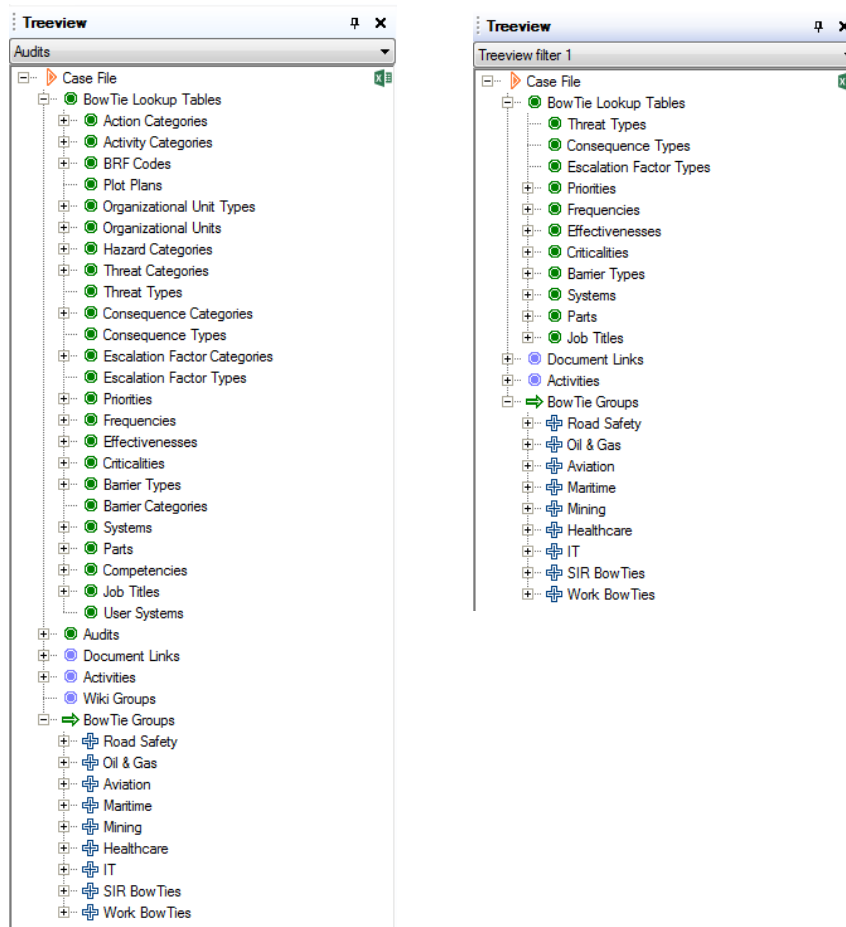 Treeview
Audits
Case File
BowTie Lookup Tables
Action Categories
Activity Categories
BRF Codes
Plot Plans
Organizational Unit Types
Organizational Units
Hazard Categories
Threat Categories
Threat Types
Consequence Categories
Consequence Types
Escalation Factor Categories
Escalation Factor Types
Priorities
Frequencies
Effectivenesses
Criticalities
Barrier Types
Barrier Categories
Systems
Parts
Competencies
Job Titles
User Systems
Audits
Document Links
Activities
Wiki Groups
BowTie Groups
Road Safety
Oil & Gas
Aviation
Maritime
Mining
Healthcare
IT
SIR BowTies
Work BowTies
Treeview
Treeview filter 1
Case File
BowTie Lookup Tables
Threat Types
Consequence Types
Escalation Factor Types
Priorities
Frequencies
Effectivenesses
Criticalities
Barrier Types
Systems
Parts
Job Titles
Document Links
Activities
BowTie Groups
Road Safety
Oil & Gas
Aviation
Maritime
Mining
Healthcare
IT
SIR BowTies
Work BowTies